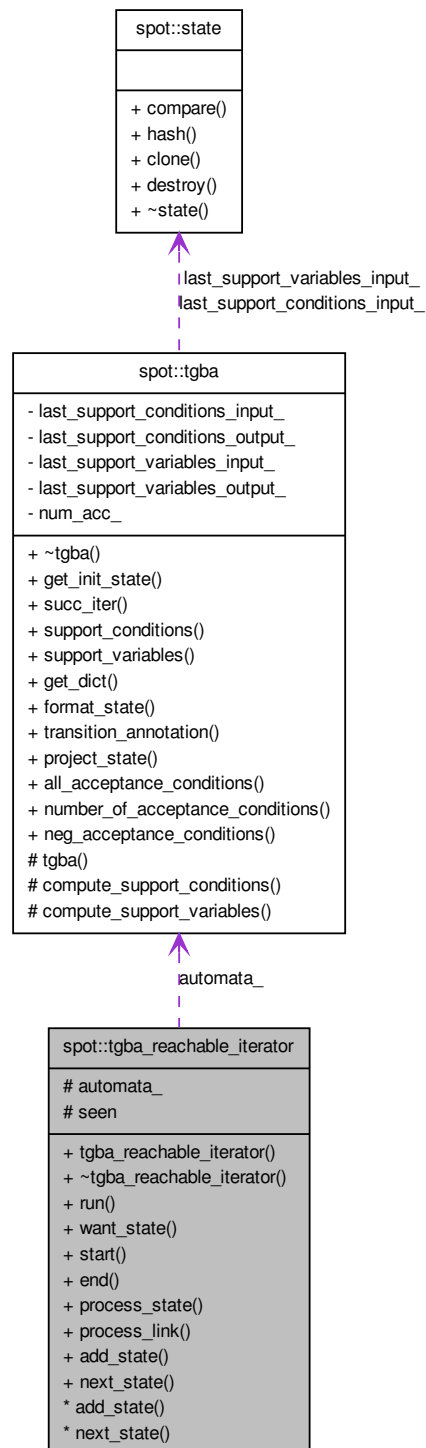 spot::state
+ compare()
+ hash()
+ clone()
+ destroy()
+ ~state()
last_support_variables_input_
last_support_conditions_input_
spot::tgba
- last_support_conditions_input_
- last_support_conditions_output_
- last_support_variables_input_
- last_support_variables_output_
- num_acc_
+ ~tgba()
+ get_init_state()
+ succ_iter()
+ support_conditions()
+ support_variables()
+ get_dict()
+ format_state()
+ transition_annotation()
+ project_state()
+ all_acceptance_conditions()
+ number_of_acceptance_conditions()
+ neg_acceptance_conditions()
# tgba()
# compute_support_conditions()
# compute_support_variables()
automata_
spot::tgba_reachable_iterator
# automata_
# seen
+ tgba_reachable_iterator()
+ ~tgba_reachable_iterator()
+ run()
+ want_state()
+ start()
+ end()
+ process_state()
+ process_link()
+ add_state()
+ next_state()
* add_state()
* next_state()